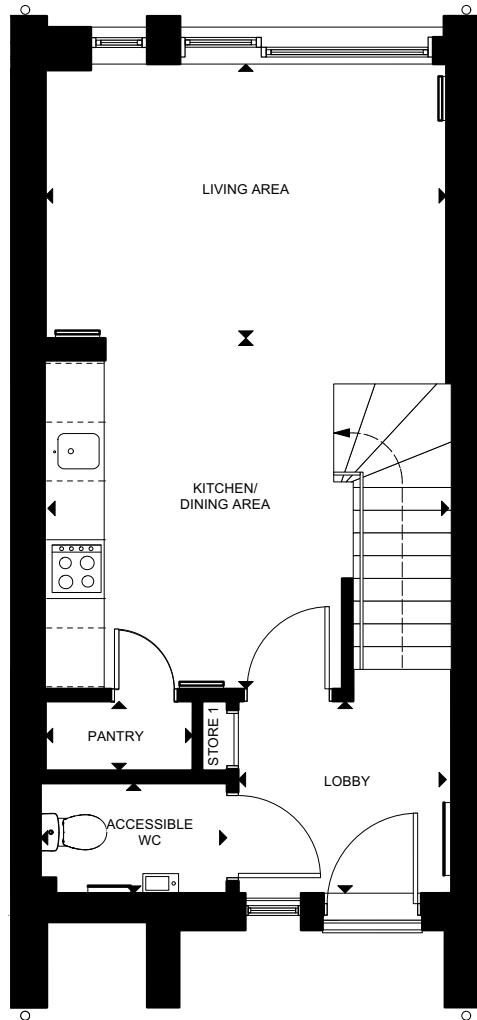 LIVING AREA
KITCHEN/
DINING AREA
PANTRY
STORE 1
LOBBY
ACCESSIBLE
WC